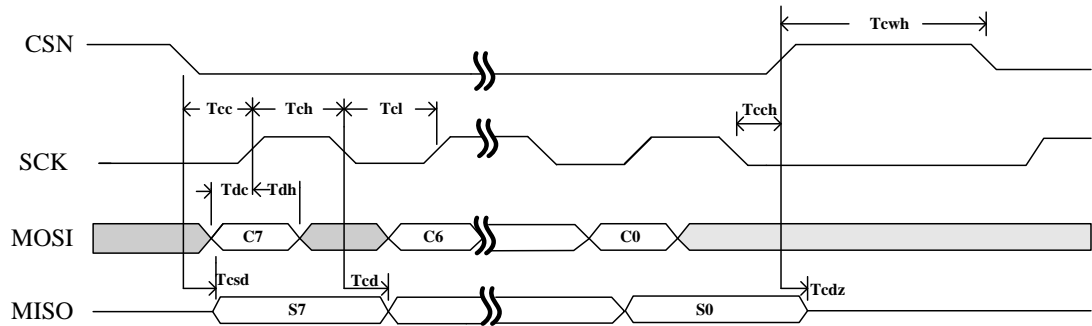 Tcwh
CSN
Tcc Tch Tcl Tcch
SCK
Tdc Tdh
MOSI C7 C6 C0
Tcsd Tcd Tcdz
MISO S7 S0